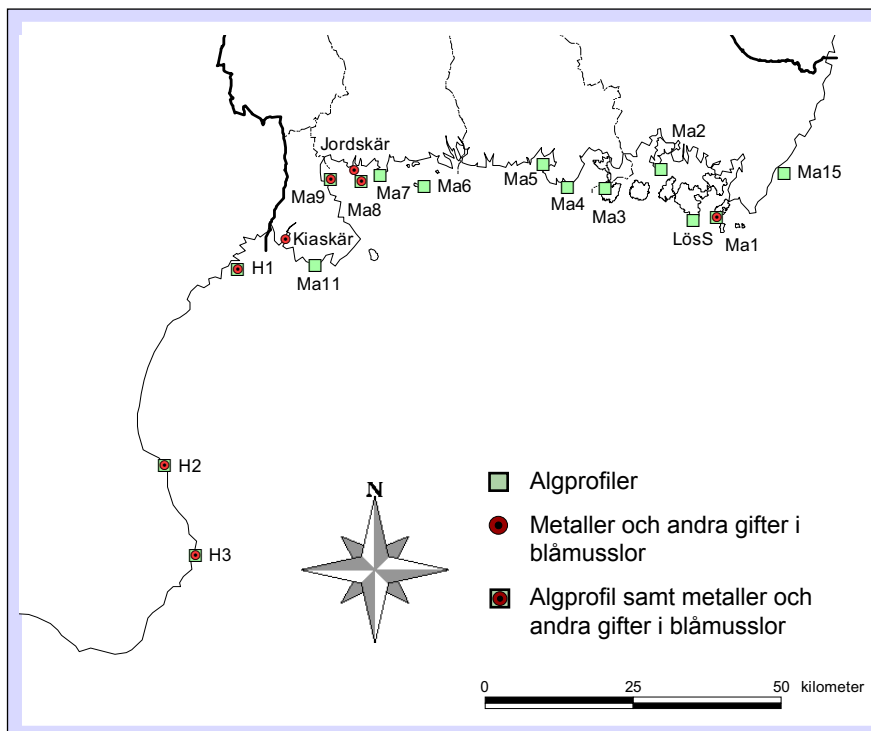 Jordskär
Ma2
Ma15
Ma5
Ma7
Ma6
Ma9
Ma8
Ma4
Ma3
LösS
Ma1
Kiaskär
H1
Ma11
H2
H3
N
Algprofiler
Metaller och andra gifter i
blåmusslor
Algprofil samt metaller och
andra gifter i blåmusslor
0 25 50 kilometer